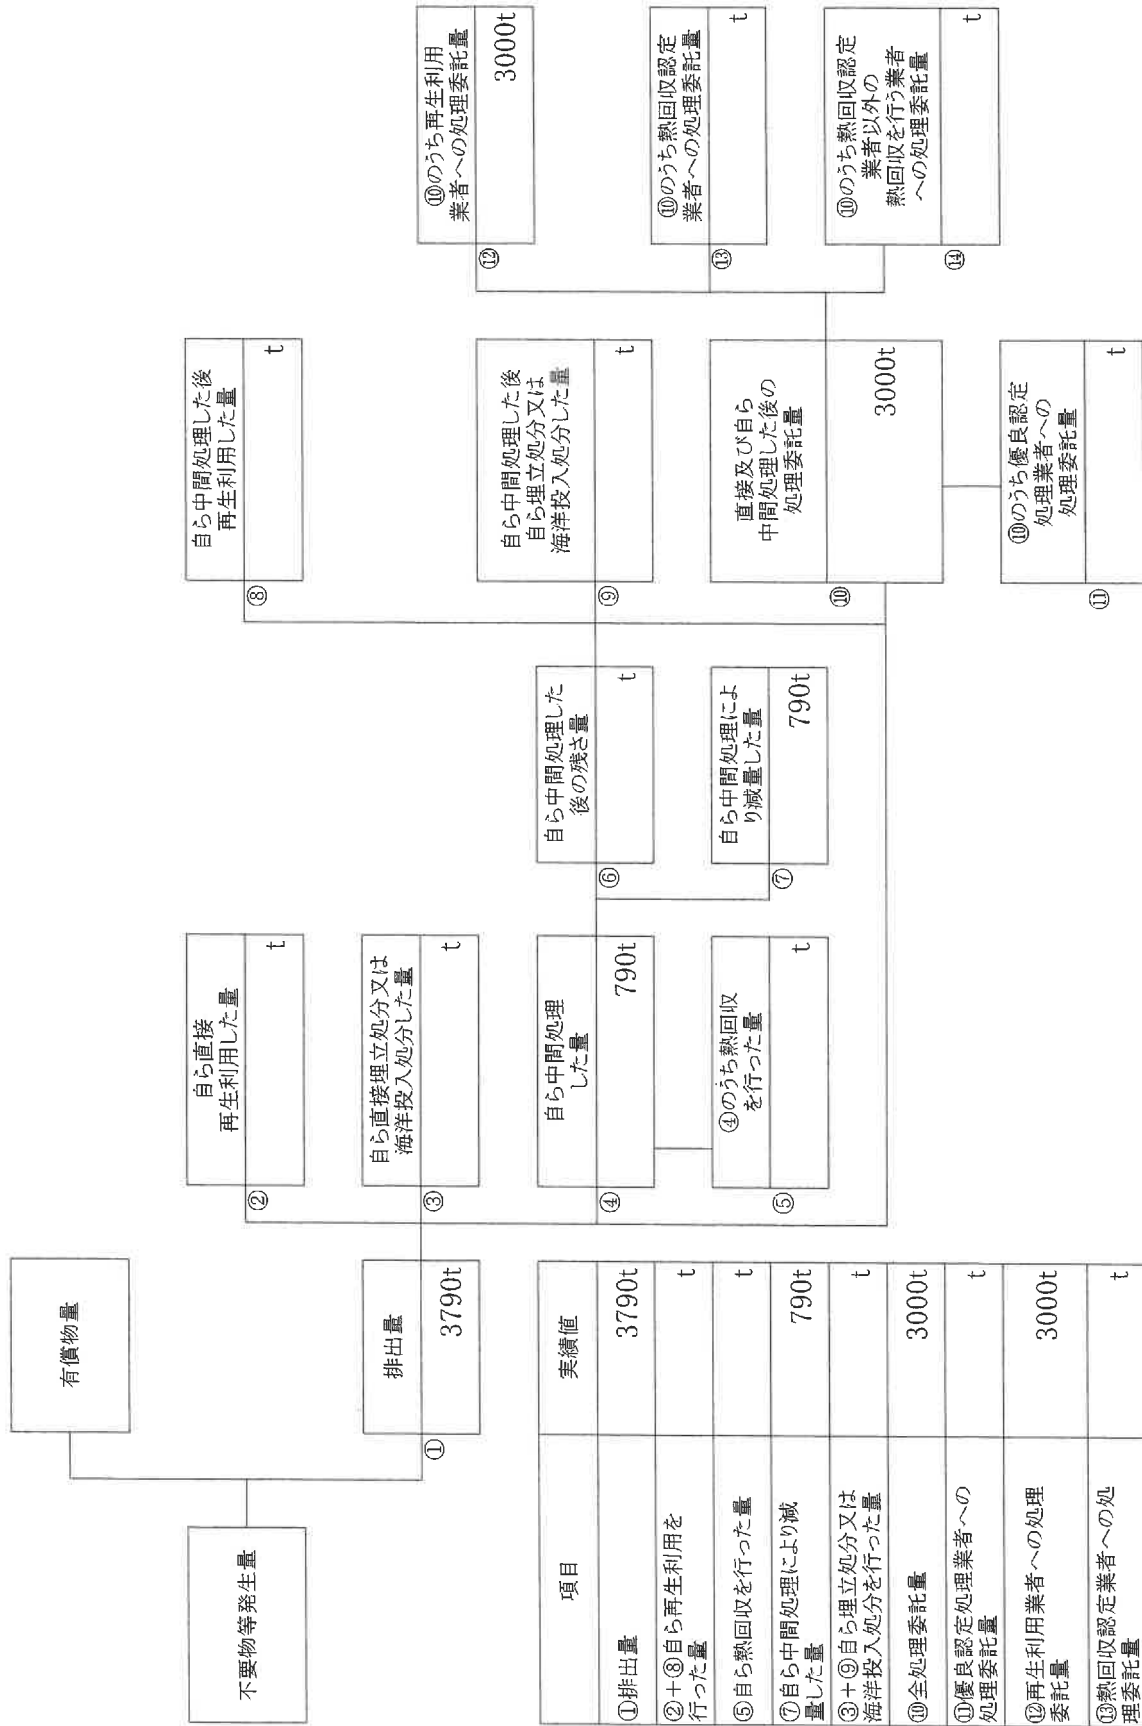 不要物等発生量
有償物量
①
排出量
3790t
②
自ら直接
再生利用した量
t
③
自ら直接埋立処分又は
海洋投入処分した量
t
④
自ら中間処理
した量
790t
⑤
④のうち熱回収
を行った量
t
⑥
自ら中間処理した
後の残さ量
t
⑦
自ら中間処理によ
り減量した量
790t
⑧
自ら中間処理した後
再生利用した量
t
⑨
自ら中間処理した後
自ら埋立処分又は
海洋投入処分した量
t
⑩
直接及び自ら
中間処理した後の
処理委託量
3000t
⑪
⑩のうち優良認定
処理業者への
処理委託量
t
⑫
⑩のうち再生利用
業者への処理委託量
3000t
⑬
⑩のうち熱回収認定
業者への処理委託量
t
⑭
⑩のうち熱回収認定
業者以外の
熱回収を行う業者
への処理委託量
t
項目 実績値
①排出量 3790t
②+⑧自ら再生利用を
行った量 t
⑤自ら熱回収を行った量 t
⑦自ら中間処理により減
量した量 790t
③+⑨自ら埋立処分又は
海洋投入処分を行った量 t
⑩全処理委託量 3000t
⑪優良認定処理業者への
処理委託量 t
⑫再生利用業者への処理
委託量 3000t
⑬熱回収認定業者への処
理委託量 t